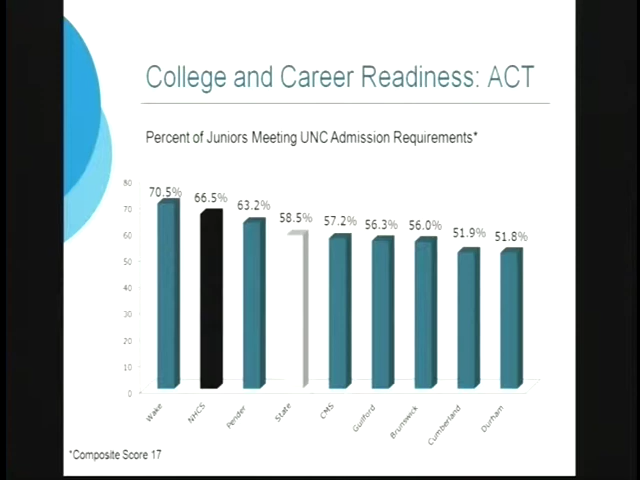 College and Career Readiness: ACT
Percent of Juniors Meeting UNC Admission Requirements*
80
70
60
50
40
30
20
10
0
70.5%
66.5%
63.2%
58.5%
57.2%
56.3%
56.0%
51.9%
51.8%
Wake
NHCS
Pender
State
CMS
Guilford
Brunswick
Cumberland
Durham
*Composite Score 17